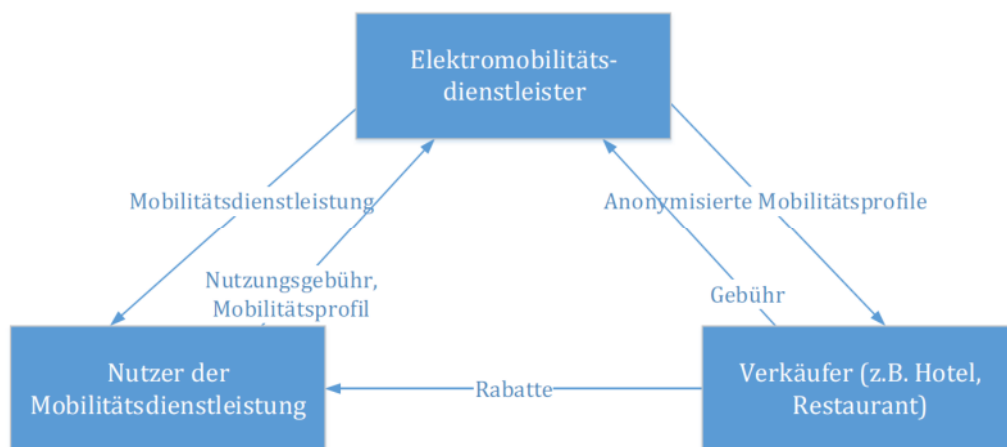 Elektromobilitäts-
dienstleister
Mobilitätsdienstleistung
Anonymisierte Mobilitätsprofile
Nutzungsgebühr,
Mobilitätsprofil
Gebühr
Nutzer der
Mobilitätsdienstleistung
Rabatte
Verkäufer (z.B. Hotel,
Restaurant)